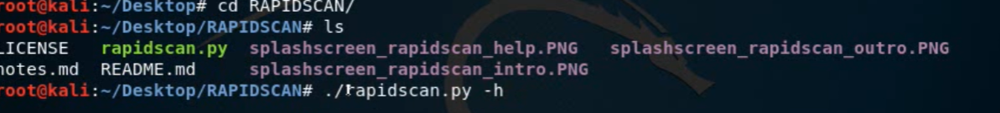 root@kali:~/Desktop# cd RAPIDSCAN/
root@kali:~/Desktop/RAPIDSCAN# ls
LICENSE rapidscan.py splashscreen_rapidscan_help.PNG splashscreen_rapidscan_outro.PNG
notes.md README.md splashscreen_rapidscan_intro.PNG
root@kali:~/Desktop/RAPIDSCAN# ./rapidscan.py -h